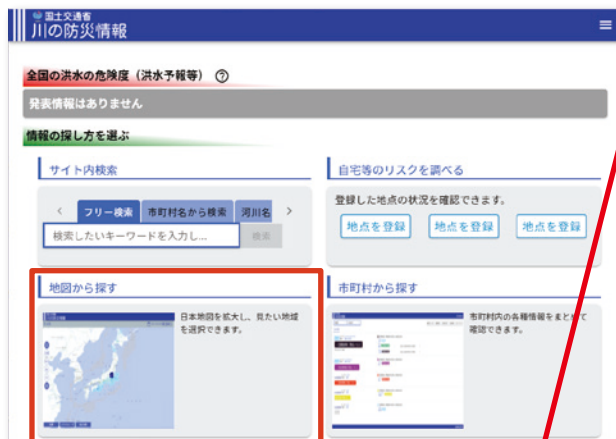 国土交通省
川の防災情報
全国の洪水の危険度（洪水予報等） ?
発表情報はありません
情報の探し方を選ぶ
サイト内検索
< フリー検索 市町村名から検索 河川名 >
検索したいキーワードを入力し... 検索
自宅等のリスクを調べる
登録した地点の状況を確認できます。
地点を登録 地点を登録 地点を登録
地図から探す
日本地図を拡大し、見たい地域
を選択できます。
市町村から探す
市町村内の各種情報をまとめて
確認できます。